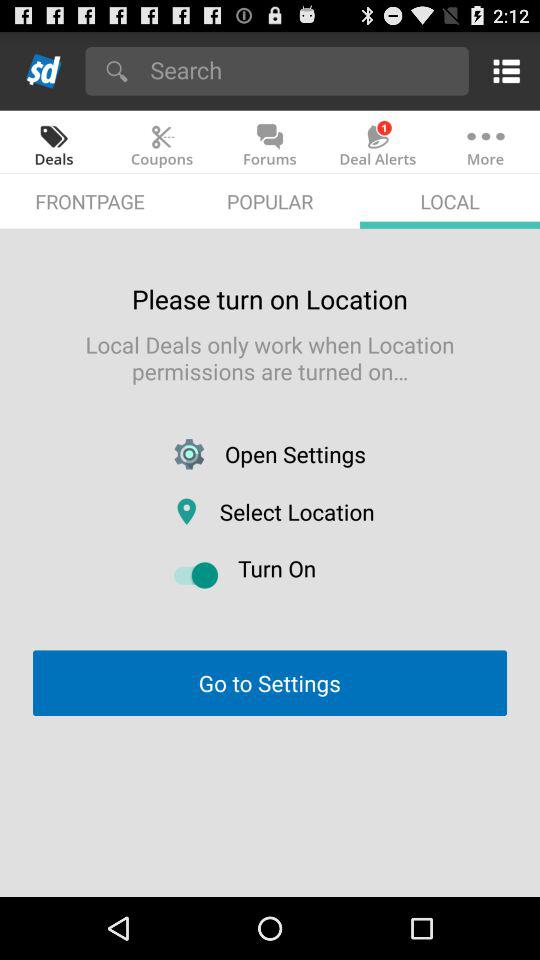 2:12
$d
Search
Deals
Coupons
Forums
1
Deal Alerts
More
FRONTPAGE
POPULAR
LOCAL
Please turn on Location
Local Deals only work when Location
permissions are turned on...
Open Settings
Select Location
Turn On
Go to Settings